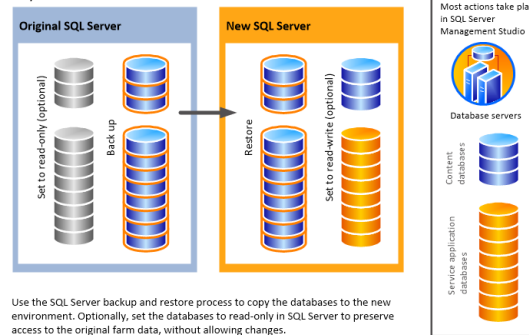 Original SQL Server
New SQL Server
Set to read-only (optional)
Back up
Restore
Set to read-write (optional)
Use the SQL Server backup and restore process to copy the databases to the new
environment. Optionally, set the databases to read-only in SQL Server to preserve
access to the original farm data, without allowing changes.
Most actions take pla
in SQL Server
Management Studio
Database servers
Content
databases
Service application
databases